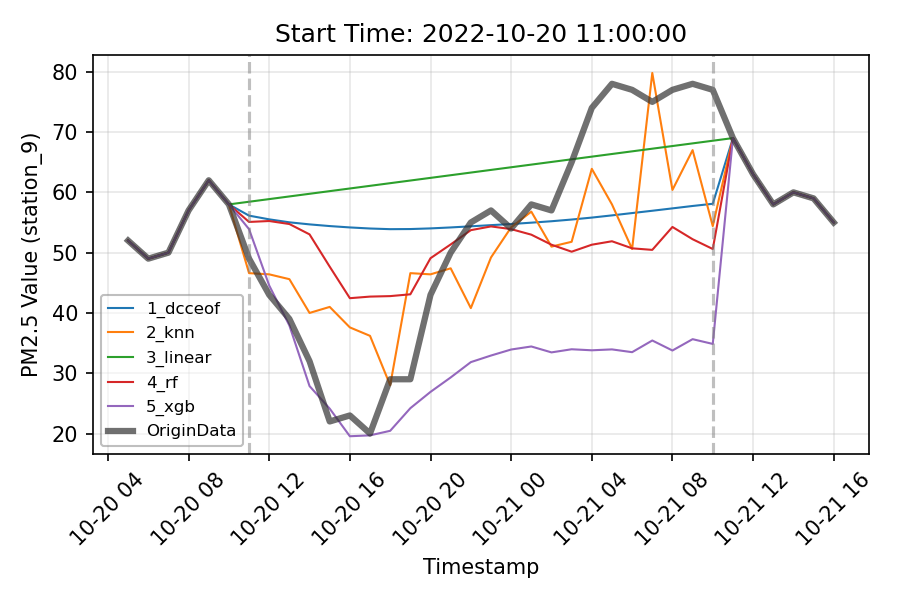 Start Time: 2022-10-20 11:00:00
PM2.5 Value (station_9)
80
70
60
50
40
30
20
1_dcceof
2_knn
3_linear
4_rf
5_xgb
OriginData
10-20 04
10-20 08
10-20 12
10-20 16
10-20 20
10-21 00
10-21 04
10-21 08
10-21 12
10-21 16
Timestamp